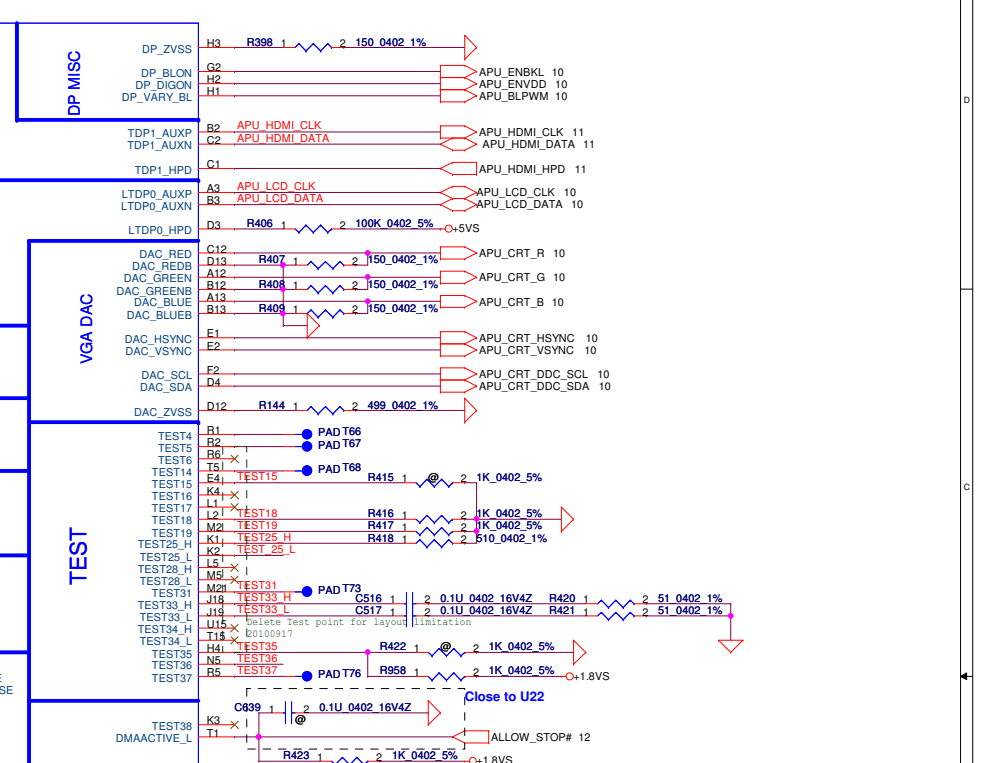 DP MISC
DP_ZVSS H3 R398 1 2 150_0402_1%
DP_BLON G2 APU_ENBKL 10
DP_DIGON H2 APU_ENVDD 10
DP_VARY_BL H1 APU_BLPWM 10
TDP1_AUXP B2 APU_HDMI_CLK APU_HDMI_CLK 11
TDP1_AUXN C2 APU_HDMI_DATA APU_HDMI_DATA 11
TDP1_HPD C1 APU_HDMI_HPD 11
LTDP0_AUXP A3 APU_LCD_CLK APU_LCD_CLK 10
LTDP0_AUXN B3 APU_LCD_DATA APU_LCD_DATA 10
LTDP0_HPD D3 R406 1 2 100K_0402_5% +5VS
VGA DAC
DAC_RED C12 APU_CRT_R 10
DAC_REDB D13 R407 1 2 150_0402_1%
DAC_GREEN A12 APU_CRT_G 10
DAC_GREENB B12 R408 1 2 150_0402_1%
DAC_BLUE A13 APU_CRT_B 10
DAC_BLUEB B13 R409 1 2 150_0402_1%
DAC_HSYNC E1 APU_CRT_HSYNC 10
DAC_VSYNC E2 APU_CRT_VSYNC 10
DAC_SCL F2 APU_CRT_DDC_SCL 10
DAC_SDA D4 APU_CRT_DDC_SDA 10
DAC_ZVSS D12 R144 1 2 499_0402_1%
TEST
TEST4 R1 PAD T66
TEST5 R2 PAD T67
TEST6 R6
TEST14 T5 PAD T68
TEST15 E4 TEST15 R415 1 @ 2 1K_0402_5%
TEST16 K4
TEST17 L1
TEST18 L2 TEST18 R416 1 2 1K_0402_5%
TEST19 M2 TEST19 R417 1 2 1K_0402_5%
TEST25_H K1 TEST25_H R418 1 2 510_0402_1%
TEST25_L K2 TEST_25_L
TEST28_H L5
TEST28_L M5
TEST31 M21 TEST31 PAD T73
TEST33_H J18 TEST33_H C516 1 2 0.1U_0402_16V4Z R420 1 2 51_0402_1%
TEST33_L J19 TEST33_L C517 1 2 0.1U_0402_16V4Z R421 1 2 51_0402_1%
TEST34_H U15 Delete Test point for layout limitation
TEST34_L T15 20100917
TEST35 H4 TEST35 R422 1 @ 2 1K_0402_5%
TEST36 N5 TEST36
TEST37 R5 TEST37 PAD T76 R958 1 2 1K_0402_5% +1.8VS
Close to U22
C639 1 2 0.1U_0402_16V4Z
@
TEST38 K3
DMAACTIVE_L T1 ALLOW_STOP# 12
R423 1 2 1K_0402_5% +1.8VS
E
SE
D
C